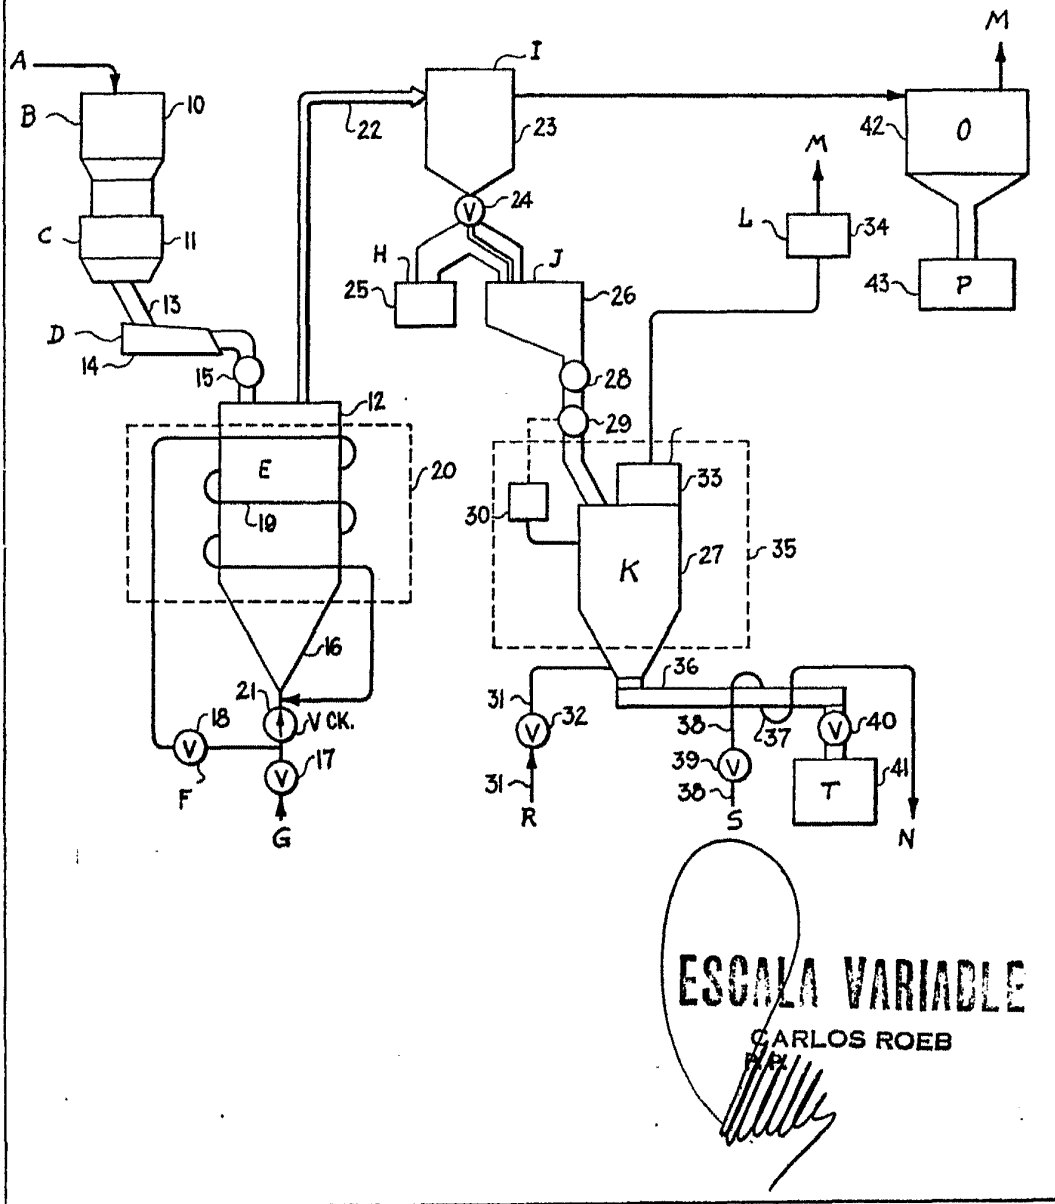 M
A
I
10
B
22
23
42
O
M
24
C
11
L
34
H
J
13
25
26
43
P
D
14
15
28
12
29
20
E
33
30
19
35
27
K
16
36
21
31
18
V CK.
32
38
37
40
V
V
V
V
V
V
17
39
41
31
38
T
F
G
R
S
N
ESCALA VARIABLE
CARLOS ROEB
P.P.